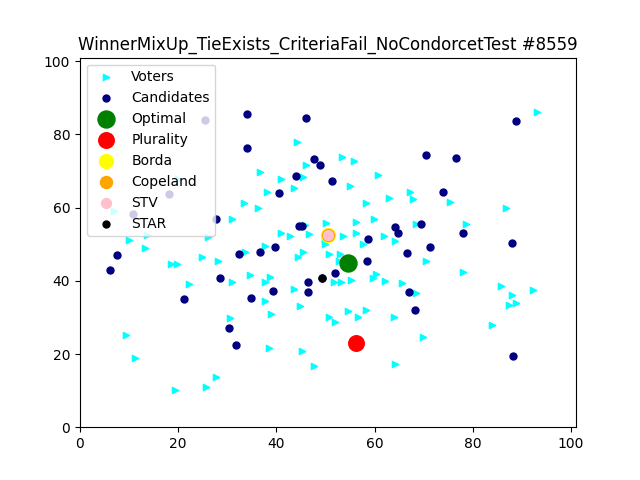 WinnerMixUp_TieExists_CriteriaFail_NoCondorcetTest #8559
100
80
60
40
20
0
Voters
Candidates
Optimal
Plurality
Borda
Copeland
STV
STAR
0 20 40 60 80 100